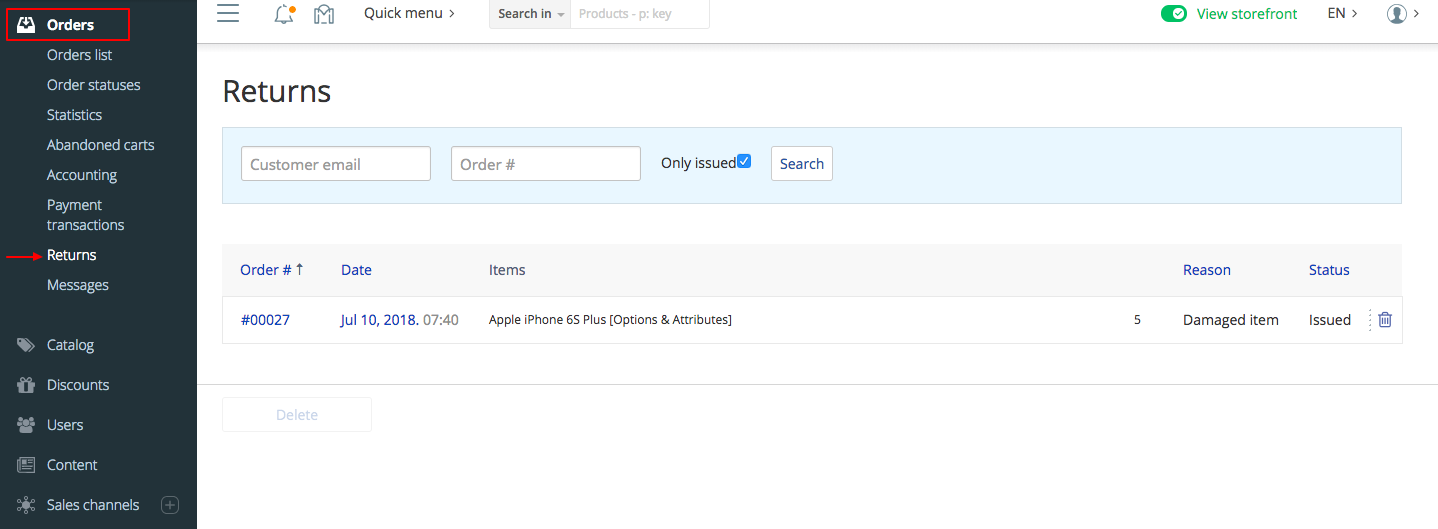 Orders
Orders list
Order statuses
Statistics
Abandoned carts
Accounting
Payment
transactions
Returns
Messages
Catalog
Discounts
Users
Content
Sales channels
Quick menu
Search in
Products - p: key
View storefront
EN
Returns
Customer email
Order #
Only issued
Search
Order # ↑ Date Items Reason Status
#00027 Jul 10, 2018. 07:40 Apple iPhone 6S Plus [Options & Attributes] 5 Damaged item Issued
Delete